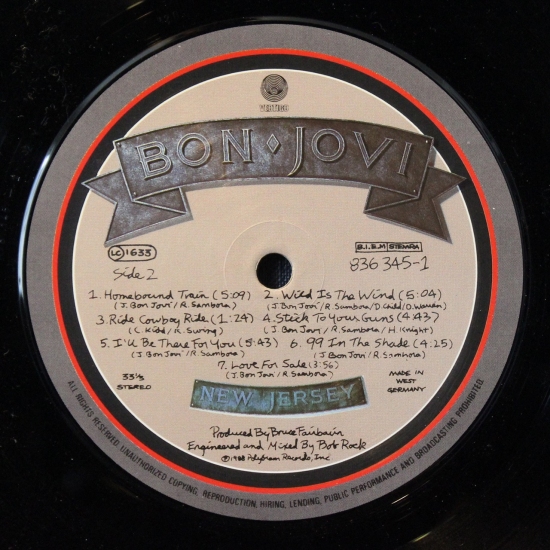 VERTIGO
BON • JOVI
LC 1633
B.I.E.M STEMRA
Side 2
836 345-1
1. Homebound Train (5:09) 2. Wild Is The Wind (5:04)
(J. Bon Jovi/R. Sambora) (J. Bon Jovi/R. Sambora/D. Child/D. Warren)
3. Ride Cowboy Ride (1:24) 4. Stick To Your Guns (4:43)
(C. Kidd/R. Swing) (J. Bon Jovi/R. Sambora/H. Knight)
5. I'll Be There For You (5:43) 6. 99 In The Shade (4:25)
(J. Bon Jovi/R. Sambora) (J. Bon Jovi/R. Sambora)
7. Love For Sale (3:56)
(J. Bon Jovi/R. Sambora)
33⅓
STEREO
MADE IN
WEST
GERMANY
NEW JERSEY
Produced By Bruce Fairbairn
Engineered and Mixed By Bob Rock
℗1988 PolyGram Records, Inc
ALL RIGHTS RESERVED. UNAUTHORIZED COPYING, REPRODUCTION, HIRING, LENDING, PUBLIC PERFORMANCE AND BROADCASTING PROHIBITED.